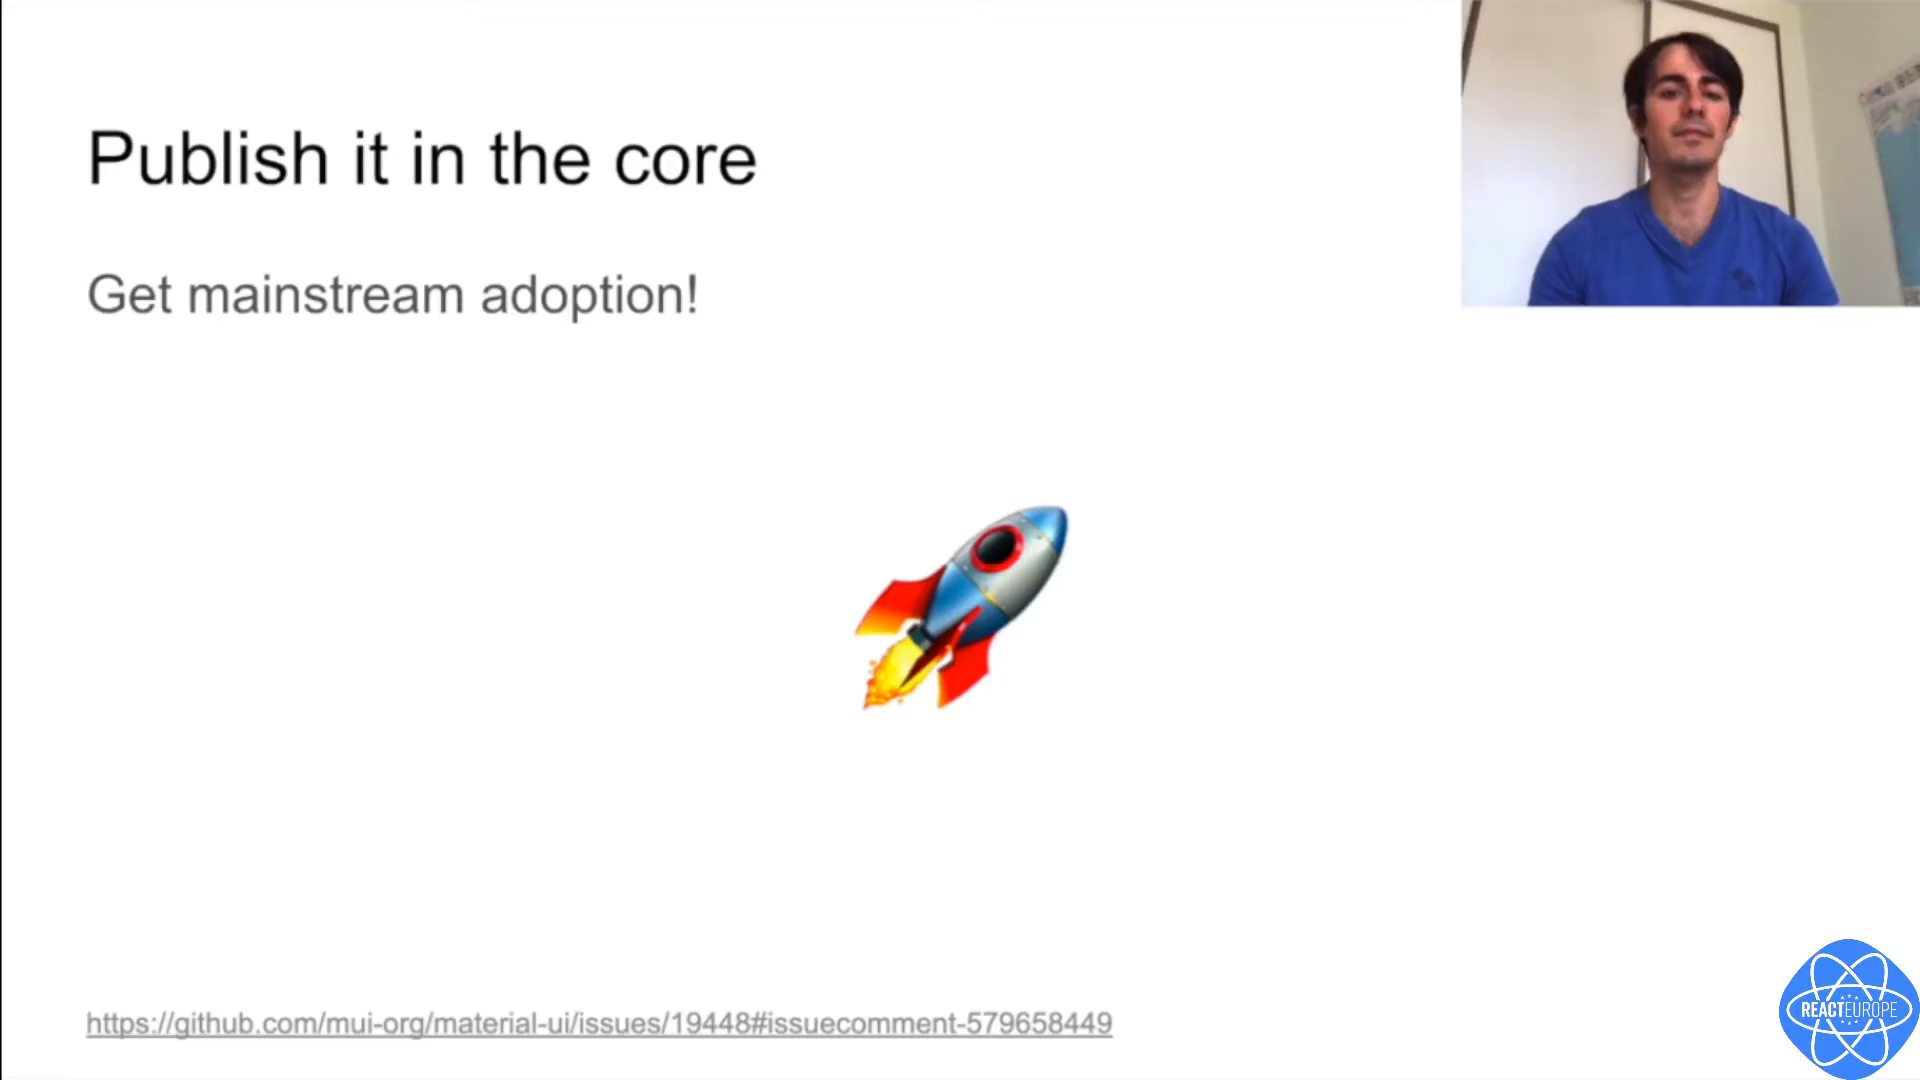 Publish it in the core
Get mainstream adoption!
https://github.com/mui-org/material-ui/issues/19448#issuecomment-579658449
REACTEUROPE